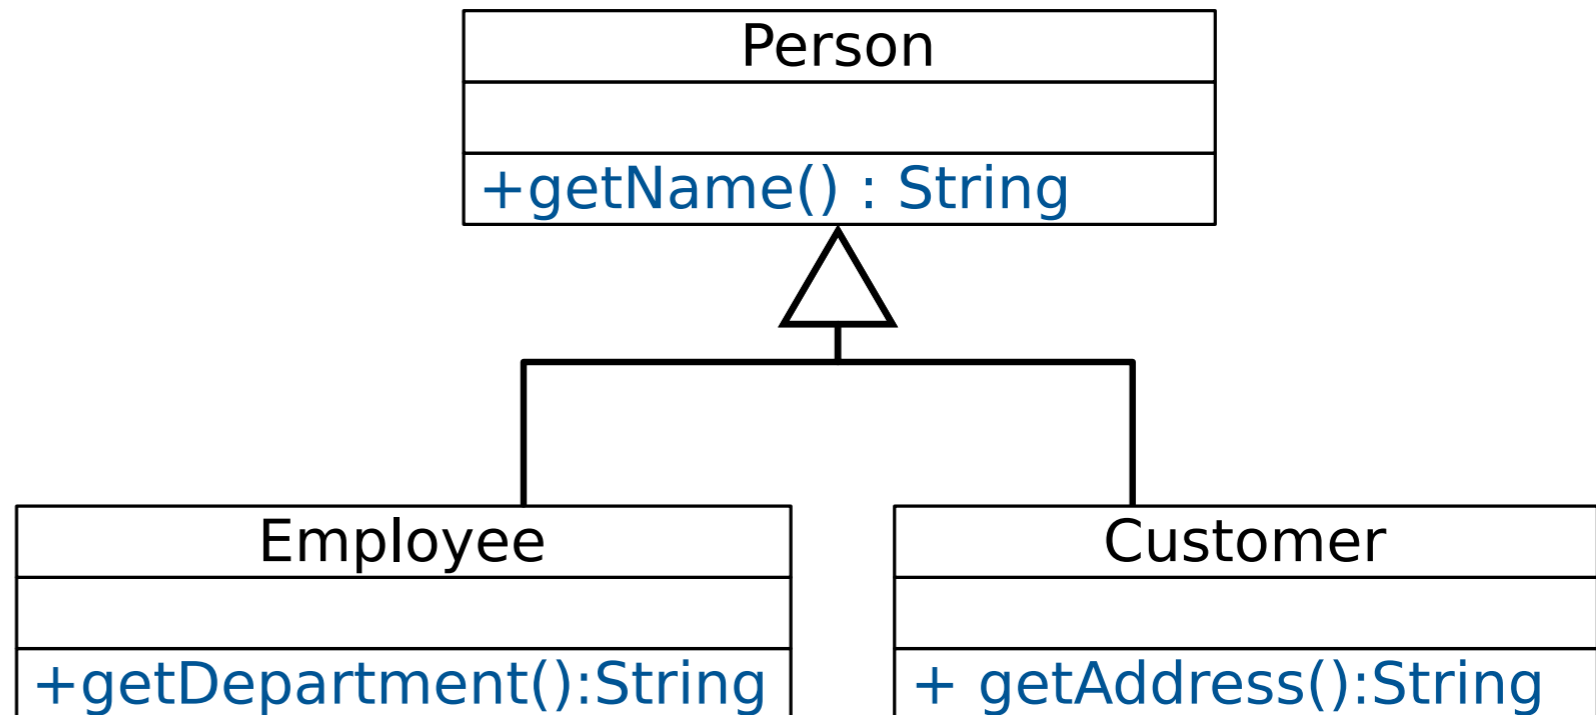 Person
+getName() : String
Employee
Customer
+getDepartment():String
+ getAddress():String